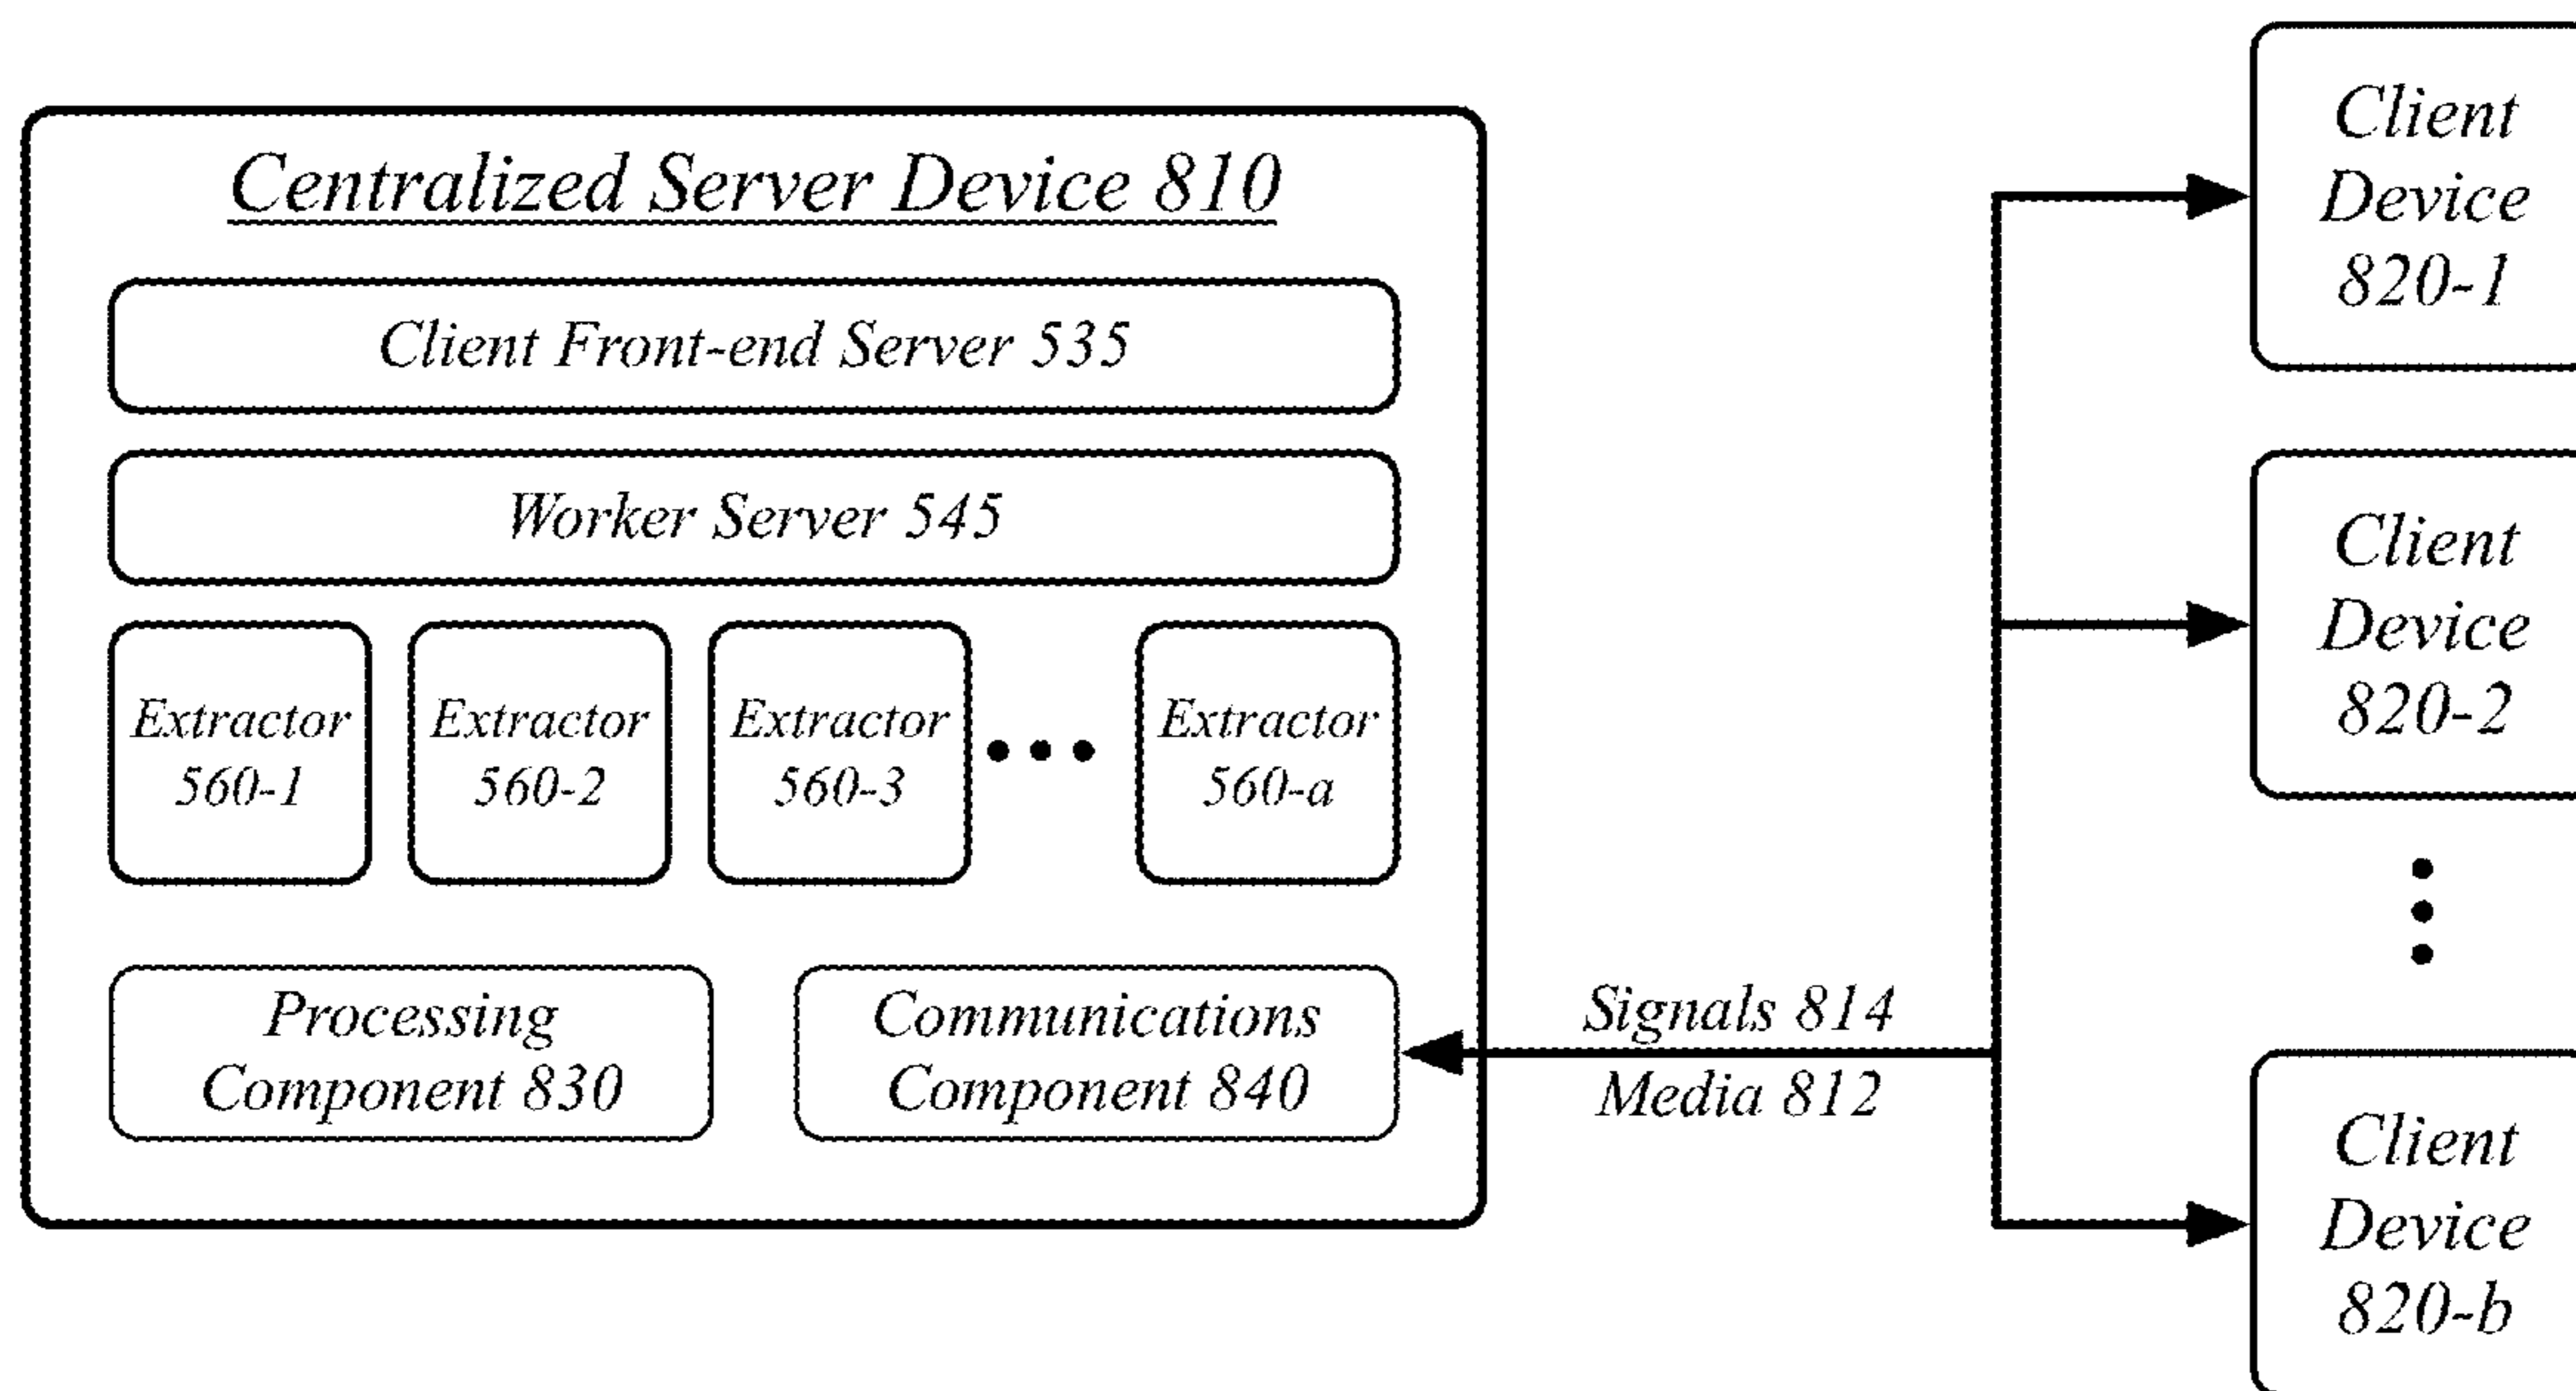 Centralized Server Device 810
Client Front-end Server 535
Worker Server 545
Extractor
560-1
Extractor
560-2
Extractor
560-3
Extractor
560-a
Processing
Component 830
Communications
Component 840
Signals 814
Media 812
Client
Device
820-1
Client
Device
820-2
Client
Device
820-b